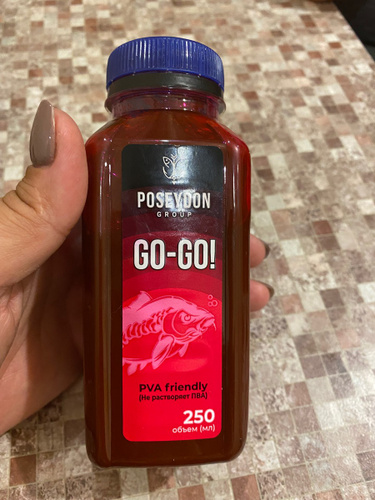 POSEYDON
GROUP
GO-GO!
PVA friendly
(Не растворяет ПВА)
250
объем (мл)